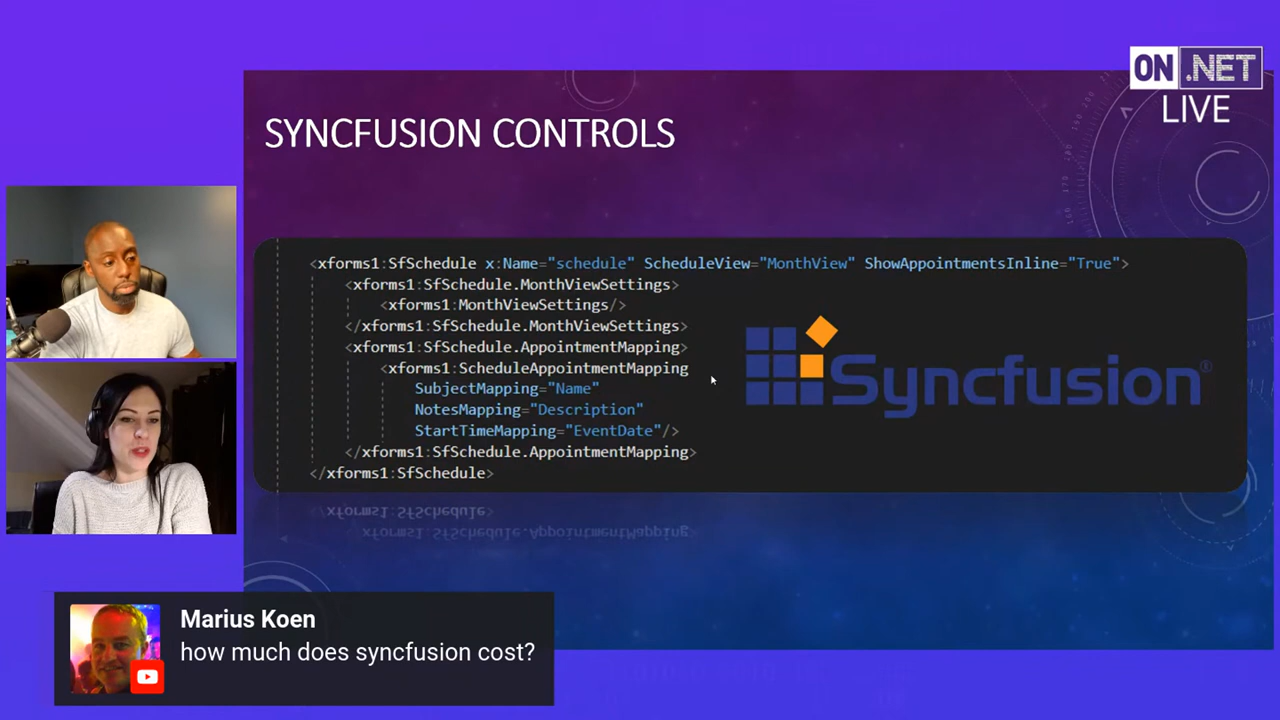 ON .NET
LIVE
SYNCFUSION CONTROLS
<xforms1:SfSchedule x:Name="schedule" ScheduleView="MonthView" ShowAppointmentsInline="True">
<xforms1:SfSchedule.MonthViewSettings>
<xforms1:MonthViewSettings/>
</xforms1:SfSchedule.MonthViewSettings>
<xforms1:SfSchedule.AppointmentMapping>
<xforms1:ScheduleAppointmentMapping
SubjectMapping="Name"
NotesMapping="Description"
StartTimeMapping="EventDate"/>
</xforms1:SfSchedule.AppointmentMapping>
</xforms1:SfSchedule>
Syncfusion®
Marius Koen
how much does syncfusion cost?